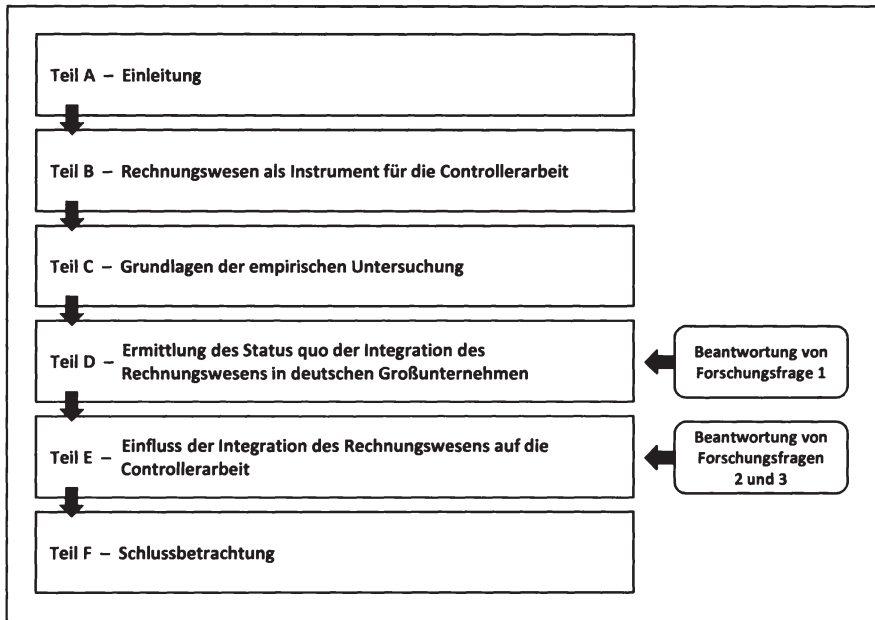 Teil A – Einleitung
Teil B – Rechnungswesen als Instrument für die Controllerarbeit
Teil C – Grundlagen der empirischen Untersuchung
Teil D – Ermittlung des Status quo der Integration des
Rechnungswesens in deutschen Großunternehmen
Beantwortung von
Forschungsfrage 1
Teil E – Einfluss der Integration des Rechnungswesens auf die
Controllerarbeit
Beantwortung von
Forschungsfragen
2 und 3
Teil F – Schlussbetrachtung